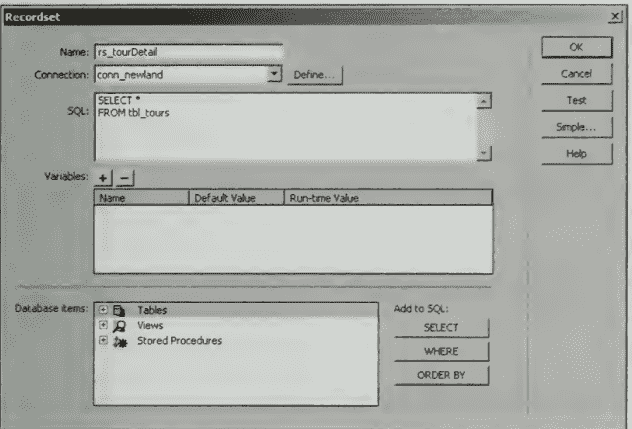 Recordset
Name: rs_tourDetail
OK
Connection: conn_newland
Define...
Cancel
SQL: SELECT *
FROM tbl_tours
Test
Simple...
Help
Variables:
Name Default Value Run-time Value
Database items:
Tables
Views
Stored Procedures
Add to SQL:
SELECT
WHERE
ORDER BY